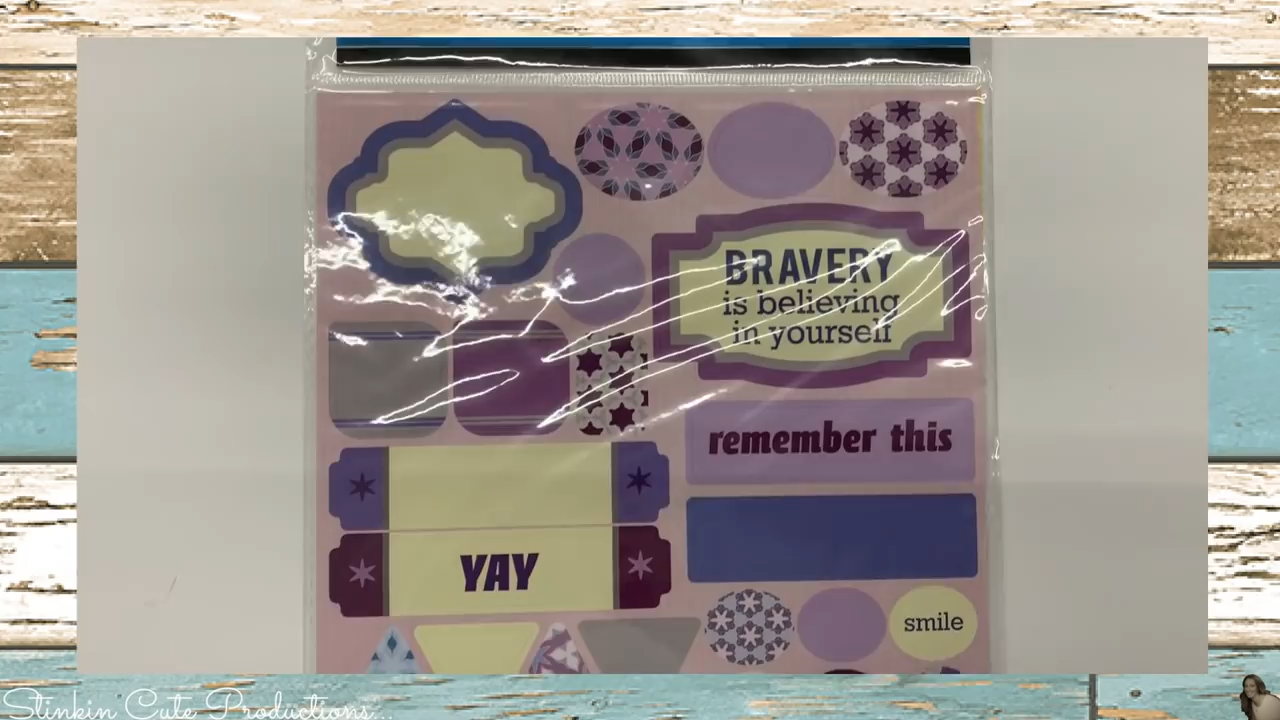 BRAVERY
is believing
in yourself
remember this
YAY
smile
Stinkin Cute Productions...